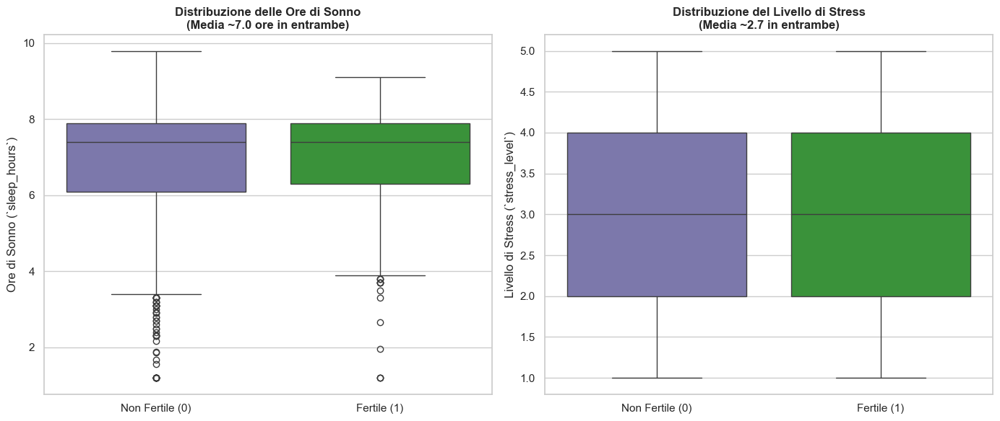 Distribuzione delle Ore di Sonno
(Media ~7.0 ore in entrambe)
Ore di Sonno (`sleep_hours`)
10
8
6
4
2
Non Fertile (0)
Fertile (1)
Distribuzione del Livello di Stress
(Media ~2.7 in entrambe)
Livello di Stress (`stress_level`)
5.0
4.5
4.0
3.5
3.0
2.5
2.0
1.5
1.0
Non Fertile (0)
Fertile (1)